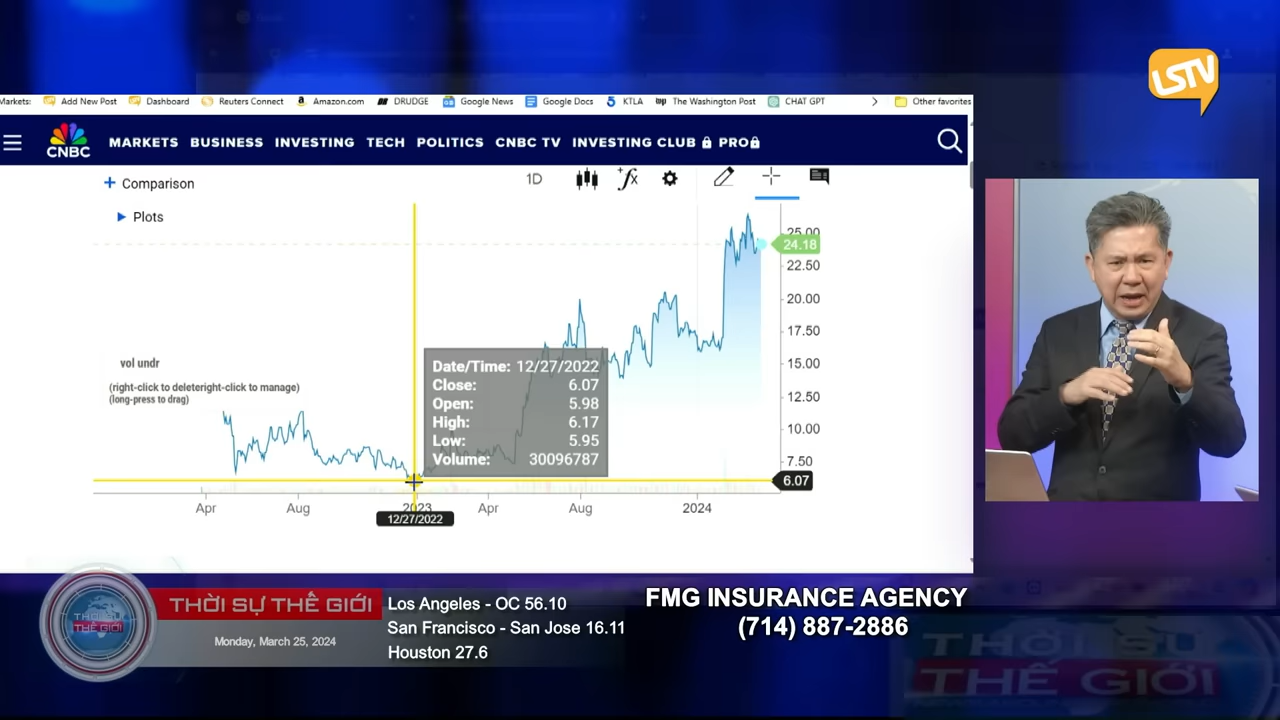 LSTV
Markets: Add New Post Dashboard Reuters Connect Amazon.com DRUDGE Google News Google Docs KTLA wp The Washington Post CHAT GPT Other favorites
CNBC MARKETS BUSINESS INVESTING TECH POLITICS CNBC TV INVESTING CLUB PRO
+ Comparison 1D
Plots
25.00
24.18
22.50
20.00
17.50
15.00
12.50
10.00
7.50
6.07
vol undr
(right-click to deleteright-click to manage)
(long-press to drag)
Date/Time: 12/27/2022
Close: 6.07
Open: 5.98
High: 6.17
Low: 5.95
Volume: 30096787
Apr Aug 2023 Apr Aug 2024
12/27/2022
THỜI SỰ THẾ GIỚI
THỜI SỰ THẾ GIỚI
Monday, March 25, 2024
Los Angeles - OC 56.10
San Francisco - San Jose 16.11
Houston 27.6
FMG INSURANCE AGENCY
(714) 887-2886
THỜI SỰ
THẾ GIỚI